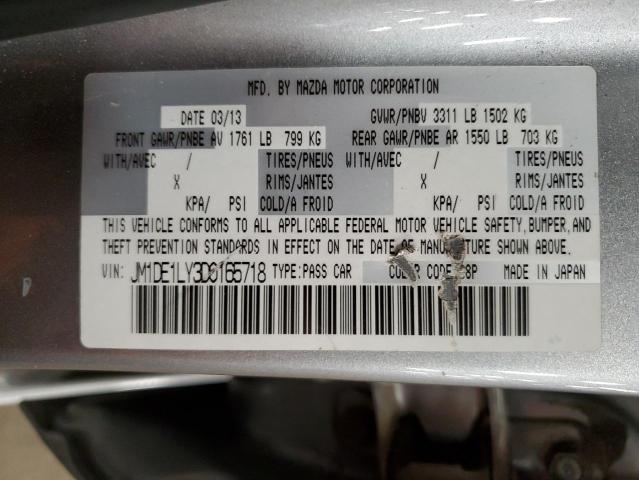 MFD. BY MAZDA MOTOR CORPORATION
DATE 03/13 GVWR/PNBV 3311 LB 1502 KG
FRONT GAWR/PNBE AV 1761 LB 799 KG REAR GAWR/PNBE AR 1550 LB 703 KG
WITH/AVEC / TIRES/PNEUS WITH/AVEC / TIRES/PNEUS
X RIMS/JANTES X RIMS/JANTES
KPA/ PSI COLD/A FROID KPA/ PSI COLD/A FROID
THIS VEHICLE CONFORMS TO ALL APPLICABLE FEDERAL MOTOR VEHICLE SAFETY, BUMPER, AND
THEFT PREVENTION STANDARDS IN EFFECT ON THE DATE OF MANUFACTURE SHOWN ABOVE.
VIN: JM1DE1LY3D0165718 TYPE: PASS CAR COLOR CODE 38P MADE IN JAPAN